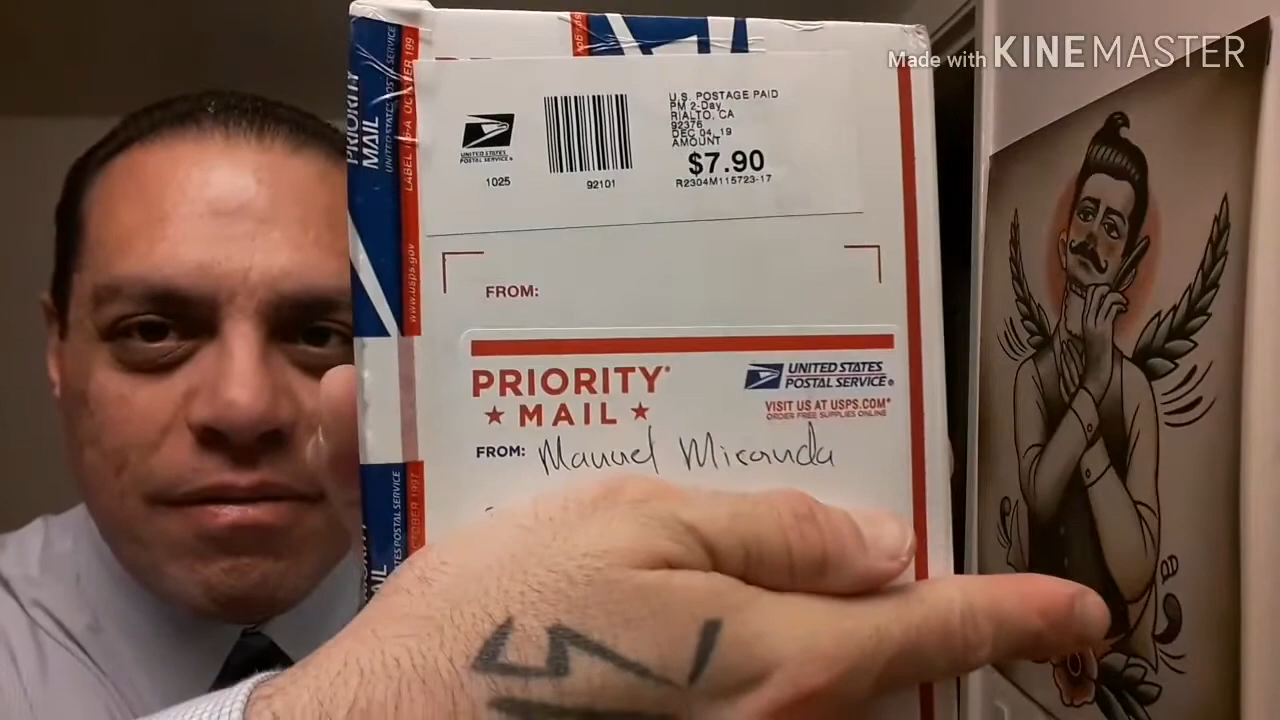 Made with KINEMASTER
U.S. POSTAGE PAID
PM 2-Day
RIALTO, CA
92376
DEC 04, 19
AMOUNT
$7.90
R2304M115723-17
UNITED STATES
POSTAL SERVICE®
1025
92101
FROM:
PRIORITY®
MAIL
UNITED STATES
POSTAL SERVICE®
VISIT US AT USPS.COM®
ORDER FREE SUPPLIES ONLINE
FROM: Manuel Miranda
PRIORITY
MAIL
UNITED STATES POSTAL SERVICE
www.usps.gov